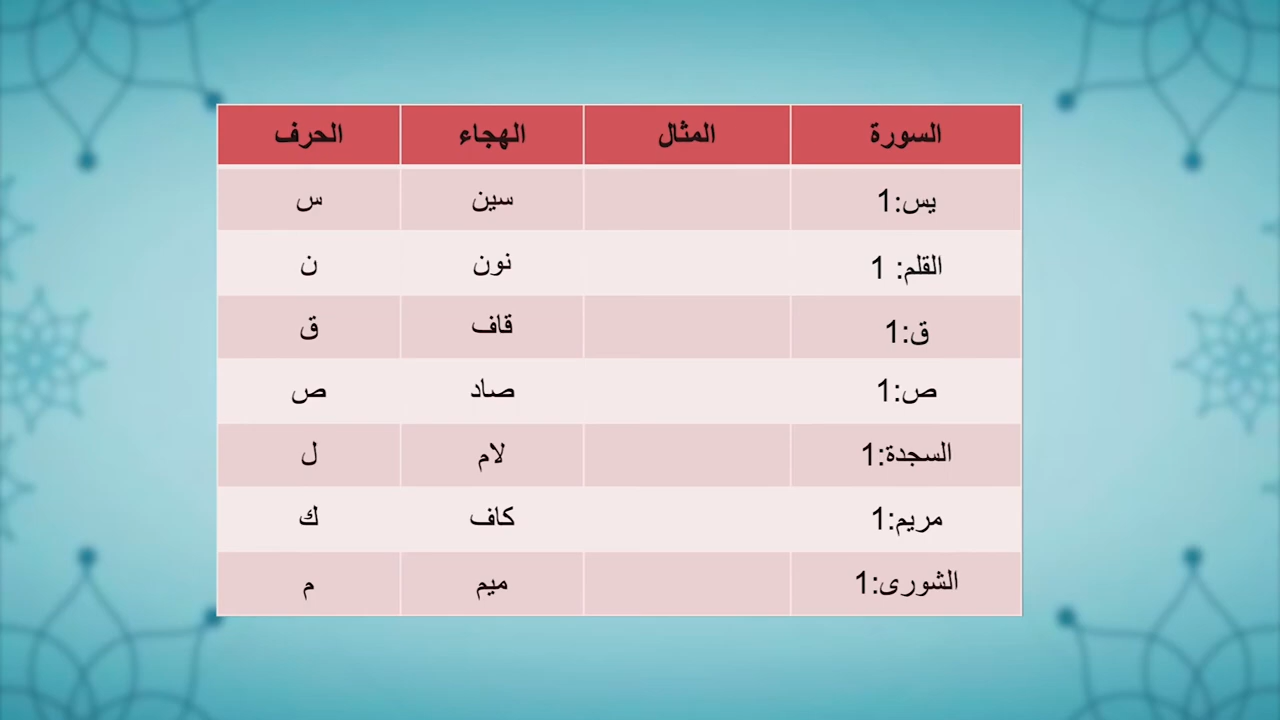 السورة المثال الهجاء الحرف
يس:1 سين س
القلم: 1 نون ن
ق:1 قاف ق
ص:1 صاد ص
السجدة:1 لام ل
مريم:1 كاف ك
الشورى:1 ميم م